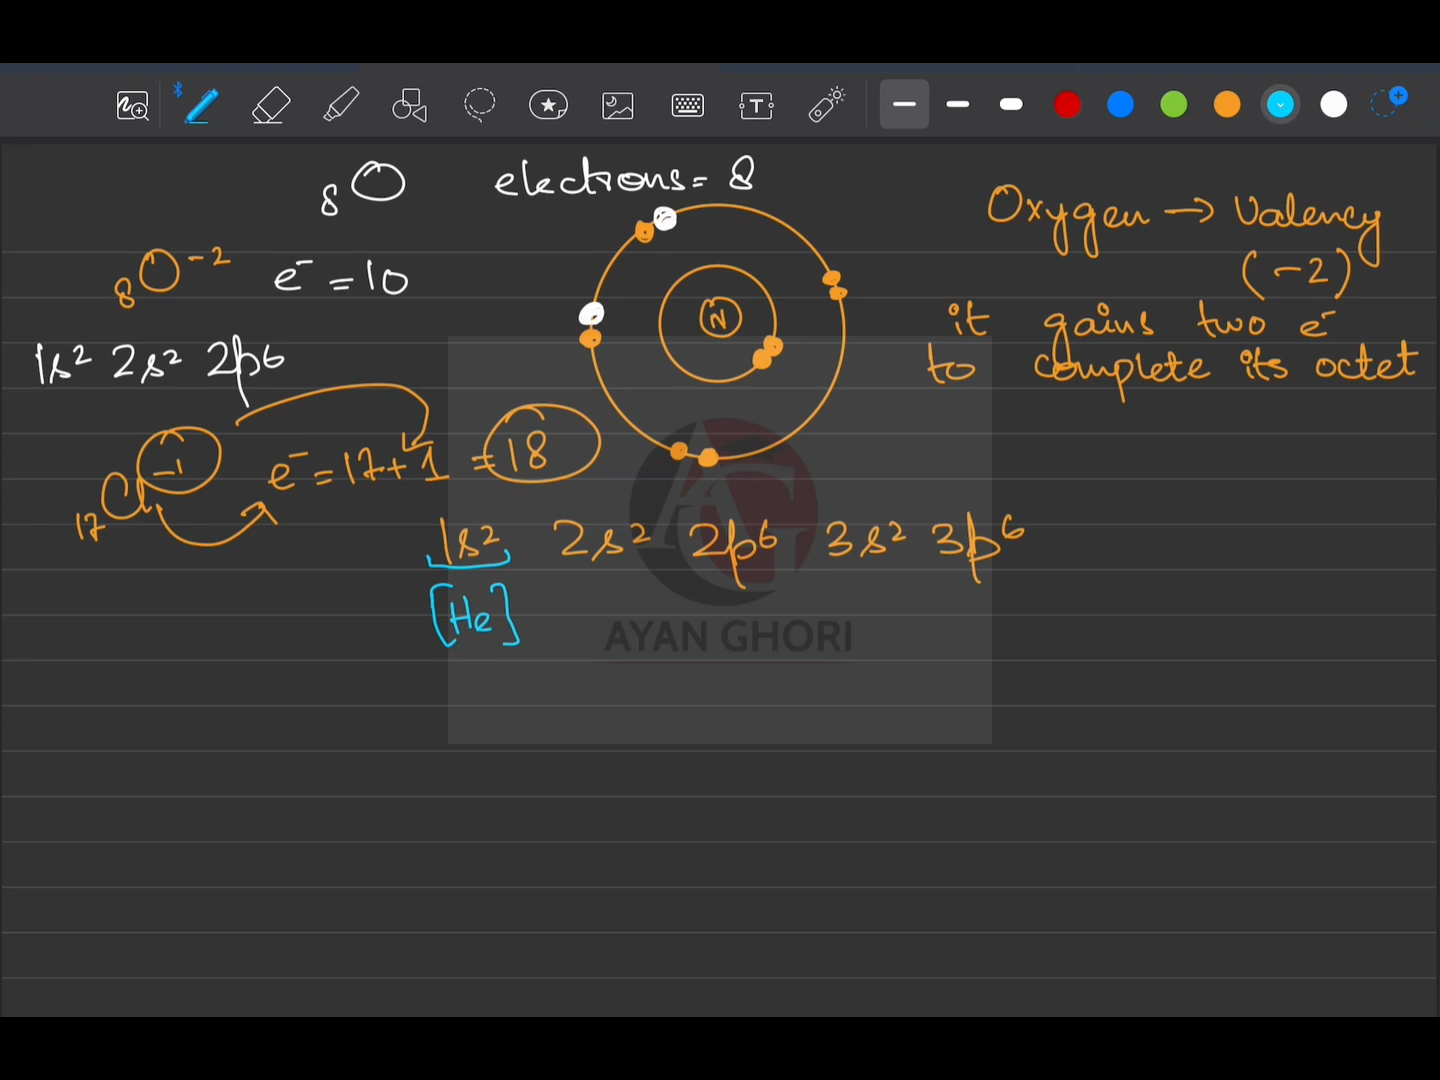 ₈O electrons = 8
Oxygen → Valency
(-2)
₈O⁻² e⁻ = 10
N
it gains two e⁻
to complete its octet
1s² 2s² 2p⁶
₁₇Cl⁻¹ e⁻ = 17+1 = 18
1s² 2s² 2p⁶ 3s² 3p⁶
[He]
AG
AYAN GHORI
T